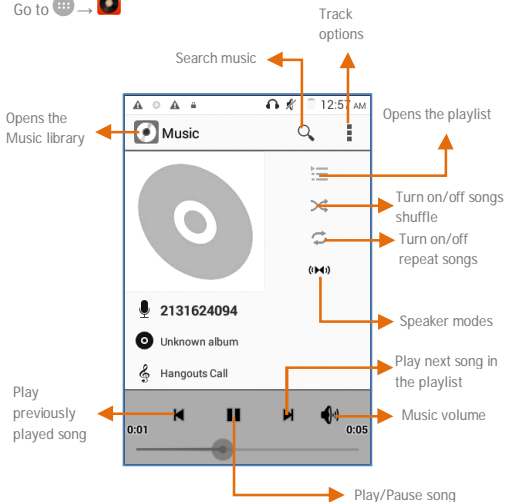 Go to →
Track
options
Search music
12:57 AM
Opens the
Music library
Music
Opens the playlist
Turn on/off songs
shuffle
Turn on/off
repeat songs
2131624094
Speaker modes
Unknown album
Hangouts Call
Play next song in
the playlist
Play
previously
played song
Music volume
0:01
0:05
Play/Pause song